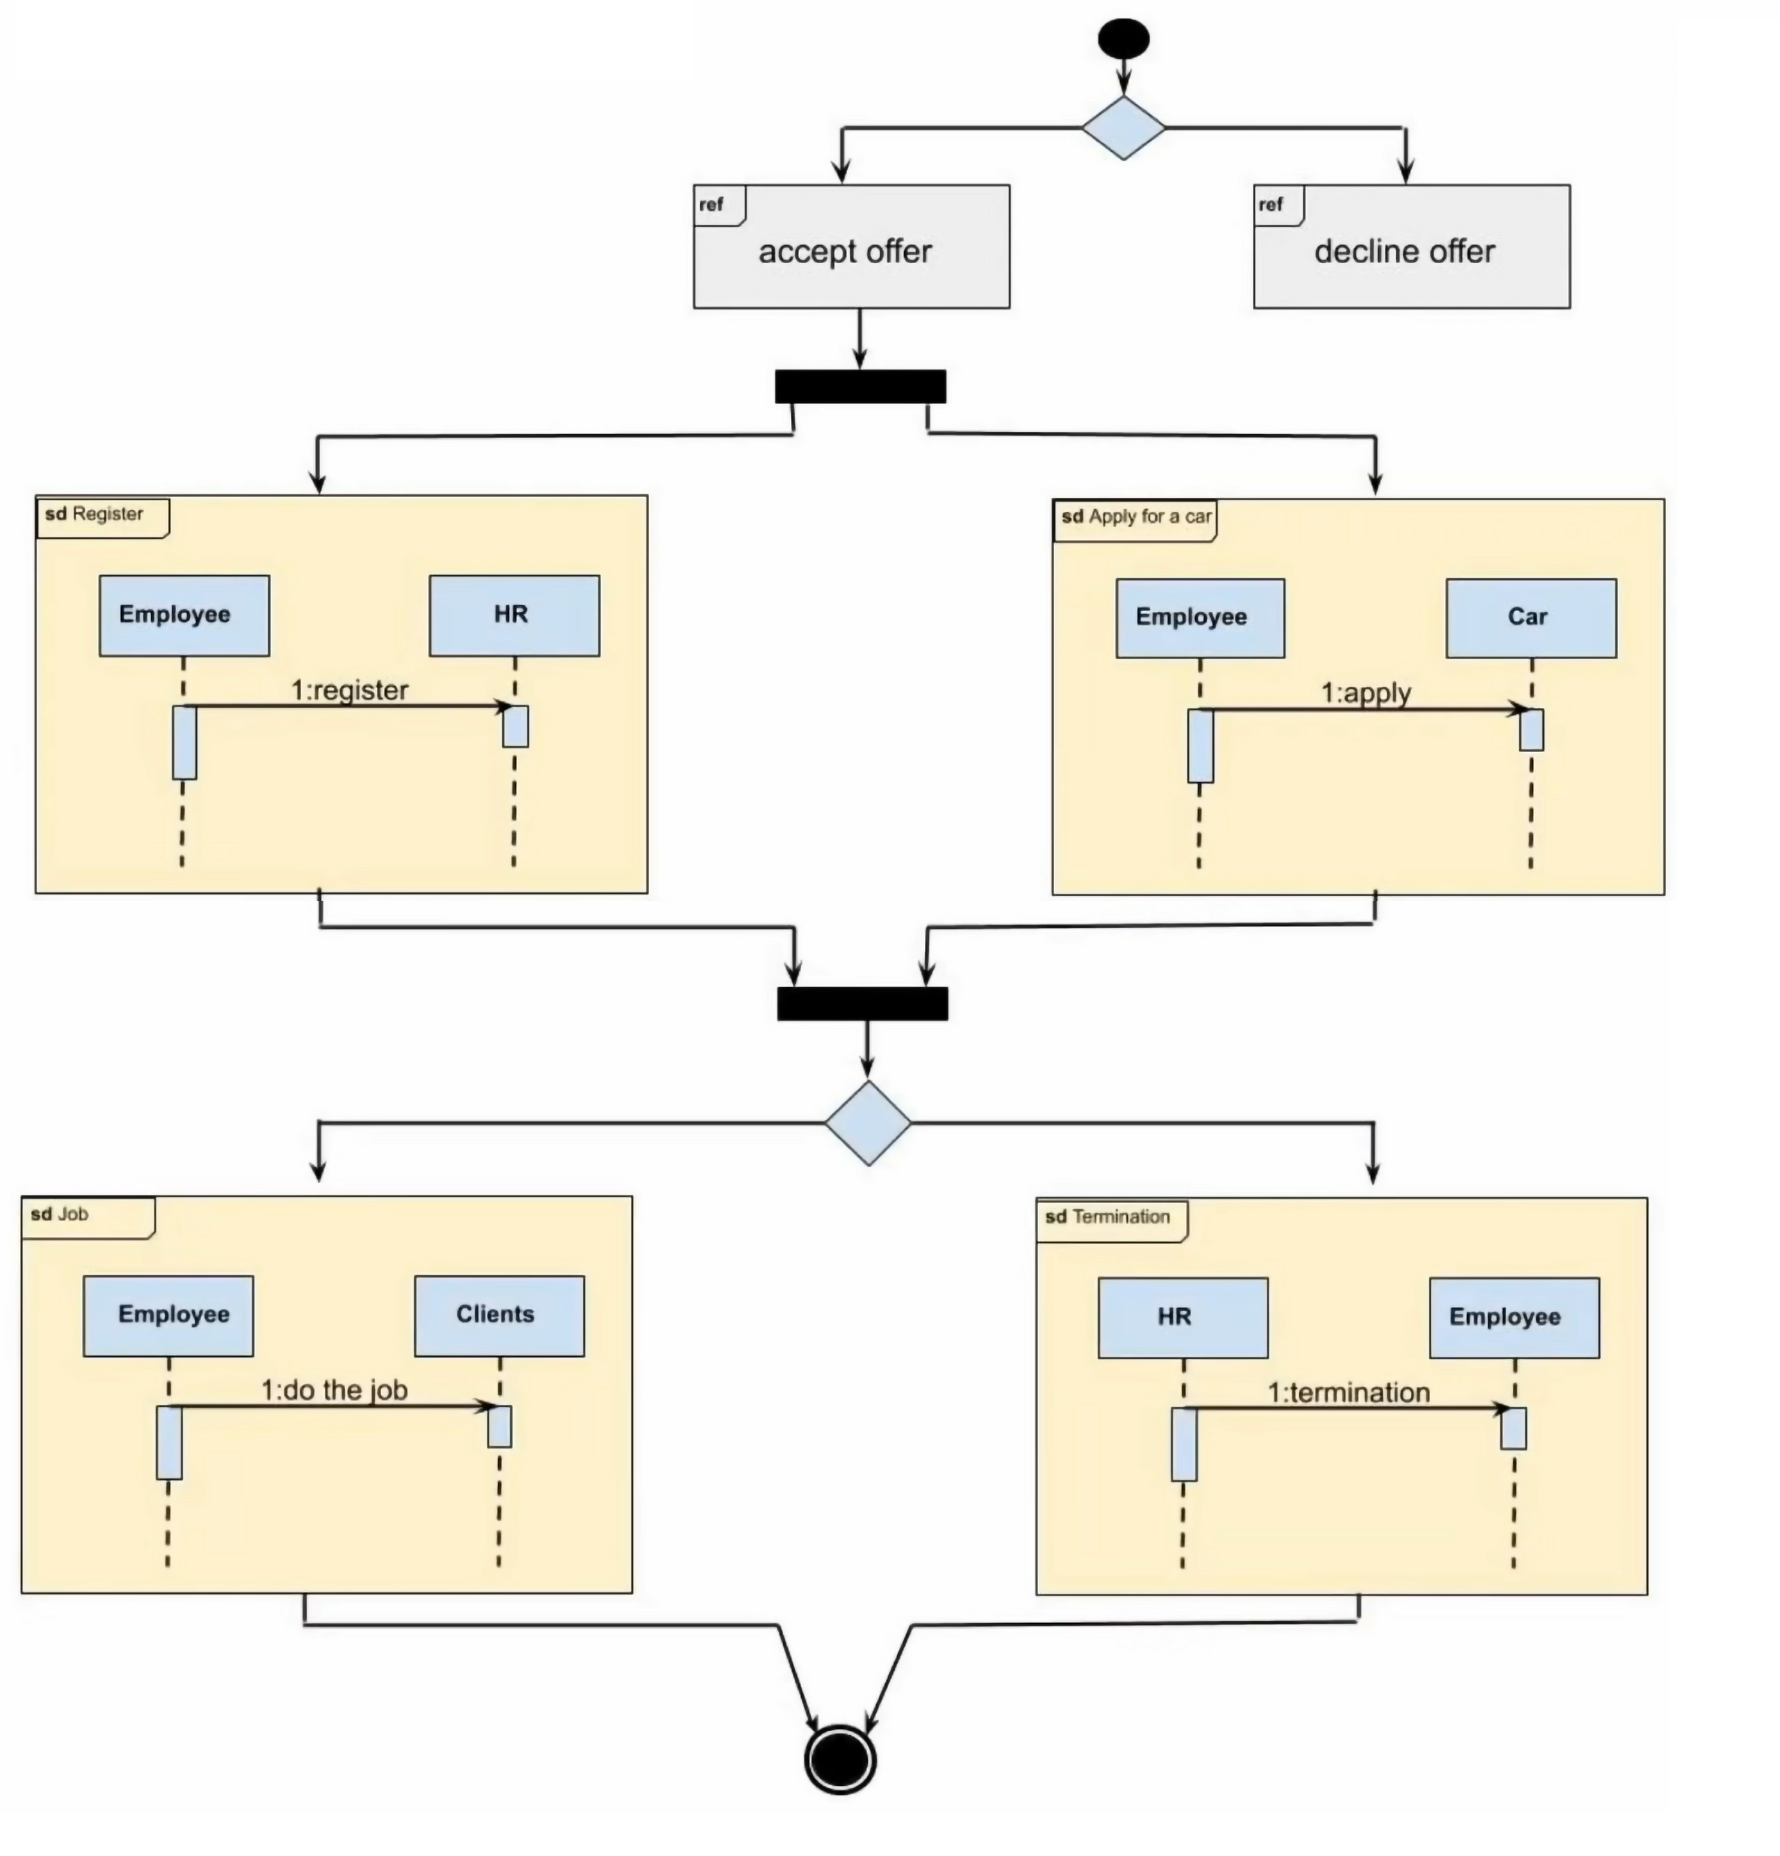 ref
accept offer
ref
decline offer
sd Register
Employee
HR
1:register
sd Apply for a car
Employee
Car
1:apply
sd Job
Employee
Clients
1:do the job
sd Termination
HR
Employee
1:termination